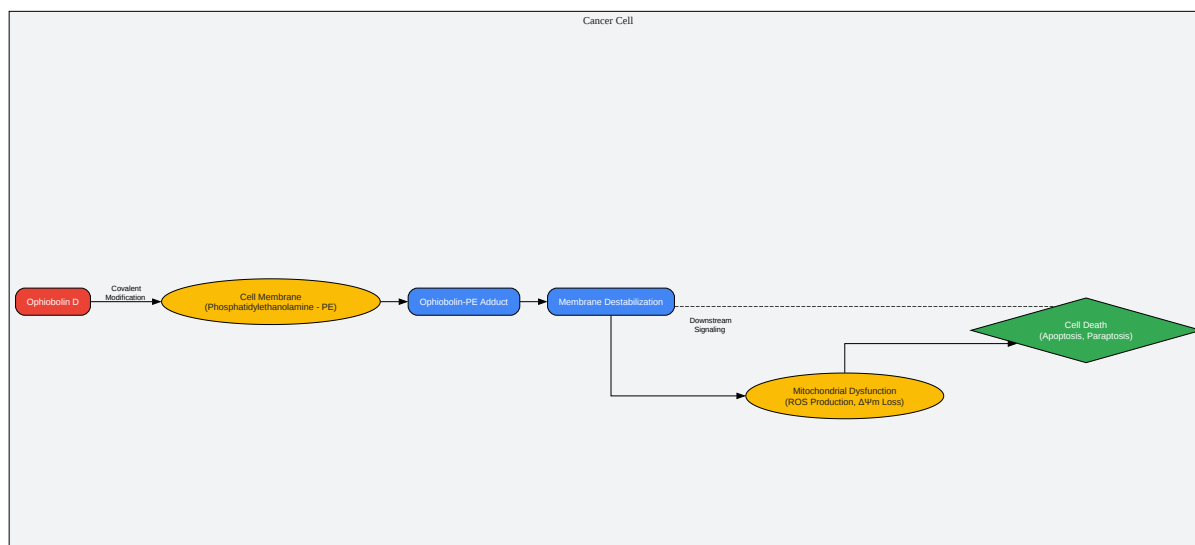 Cancer Cell
Ophiobolin D
Covalent
Modification
Cell Membrane
(Phosphatidylethanolamine - PE)
Ophiobolin-PE Adduct
Membrane Destabilization
Downstream
Signaling
Cell Death
(Apoptosis, Paraptosis)
Mitochondrial Dysfunction
(ROS Production, ΔΨm Loss)